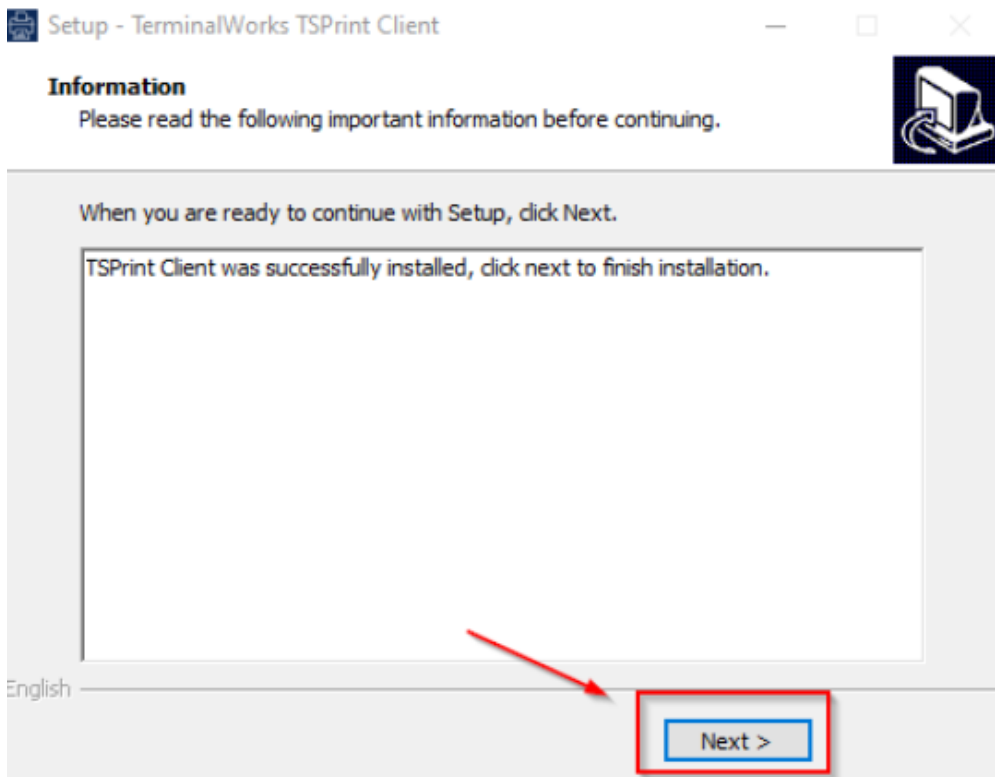 Setup - TerminalWorks TSPrint Client
Information
Please read the following important information before continuing.
When you are ready to continue with Setup, click Next.
TSPrint Client was successfully installed, click next to finish installation.
English
Next >